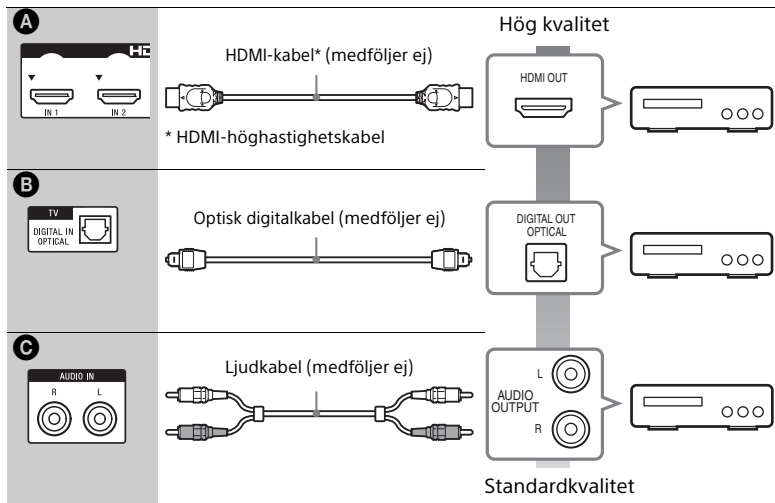 A
Hög kvalitet
HDMI-kabel* (medföljer ej)
HDMI OUT
IN 1
IN 2
* HDMI-höghastighetskabel
B
TV
DIGITAL IN
OPTICAL
Optisk digitalkabel (medföljer ej)
DIGITAL OUT
OPTICAL
C
AUDIO IN
R
L
Ljudkabel (medföljer ej)
L
AUDIO
OUTPUT
R
Standardkvalitet